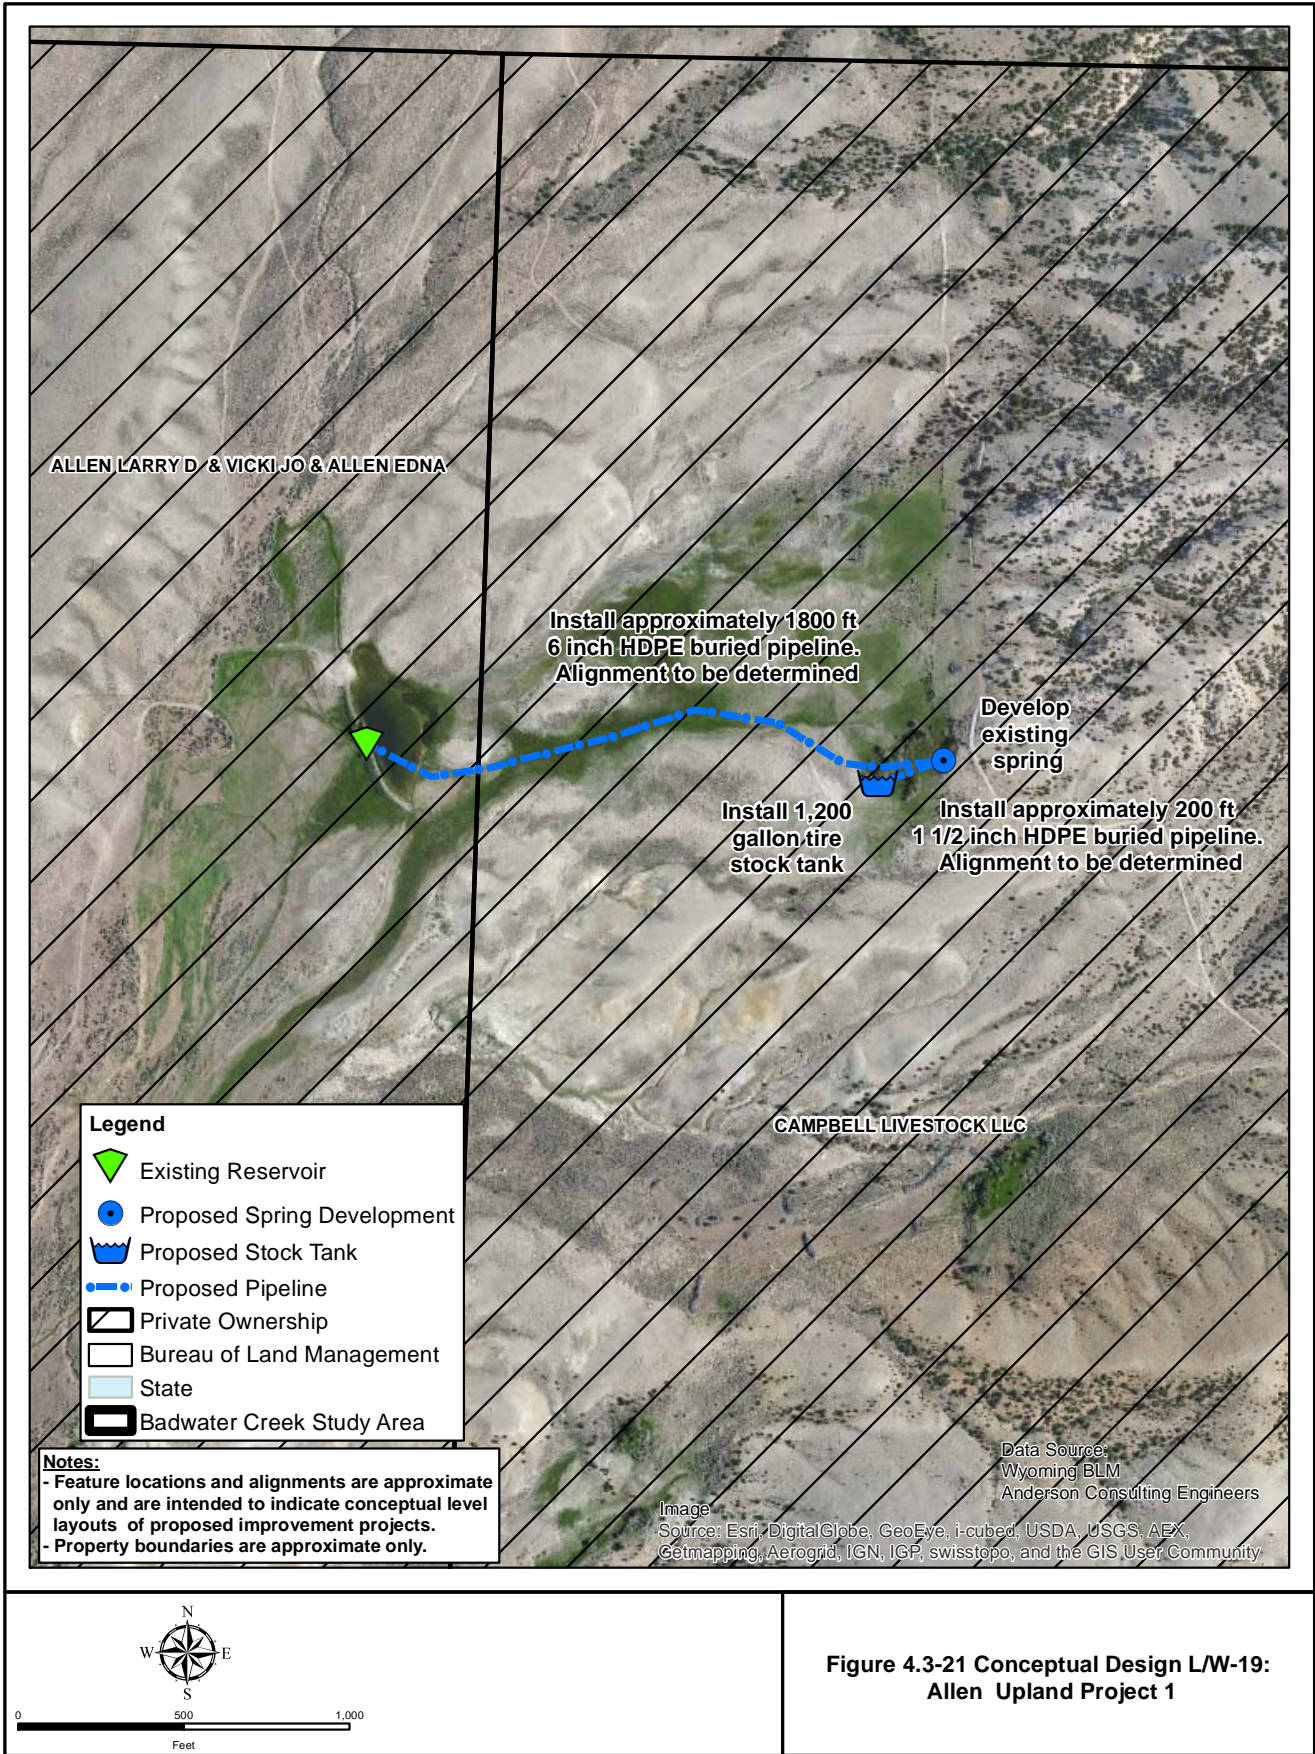 ALLEN LARRY D & VICKI JO & ALLEN EDNA
Install approximately 1800 ft
6 inch HDPE buried pipeline.
Alignment to be determined
Develop
existing
spring
Install 1,200
gallon tire
stock tank
Install approximately 200 ft
1 1/2 inch HDPE buried pipeline.
Alignment to be determined
CAMPBELL LIVESTOCK LLC
Legend
Existing Reservoir
Proposed Spring Development
Proposed Stock Tank
Proposed Pipeline
Private Ownership
Bureau of Land Management
State
Badwater Creek Study Area
Notes:
- Feature locations and alignments are approximate
only and are intended to indicate conceptual level
layouts of proposed improvement projects.
- Property boundaries are approximate only.
Data Source:
Wyoming BLM
Anderson Consulting Engineers
Image
Source: Esri, DigitalGlobe, GeoEye, i-cubed, USDA, USGS, AEX,
Getmapping, Aerogrid, IGN, IGP, swisstopo, and the GIS User Community
N
W E
S
0 500 1,000
Feet
Figure 4.3-21 Conceptual Design L/W-19:
Allen Upland Project 1